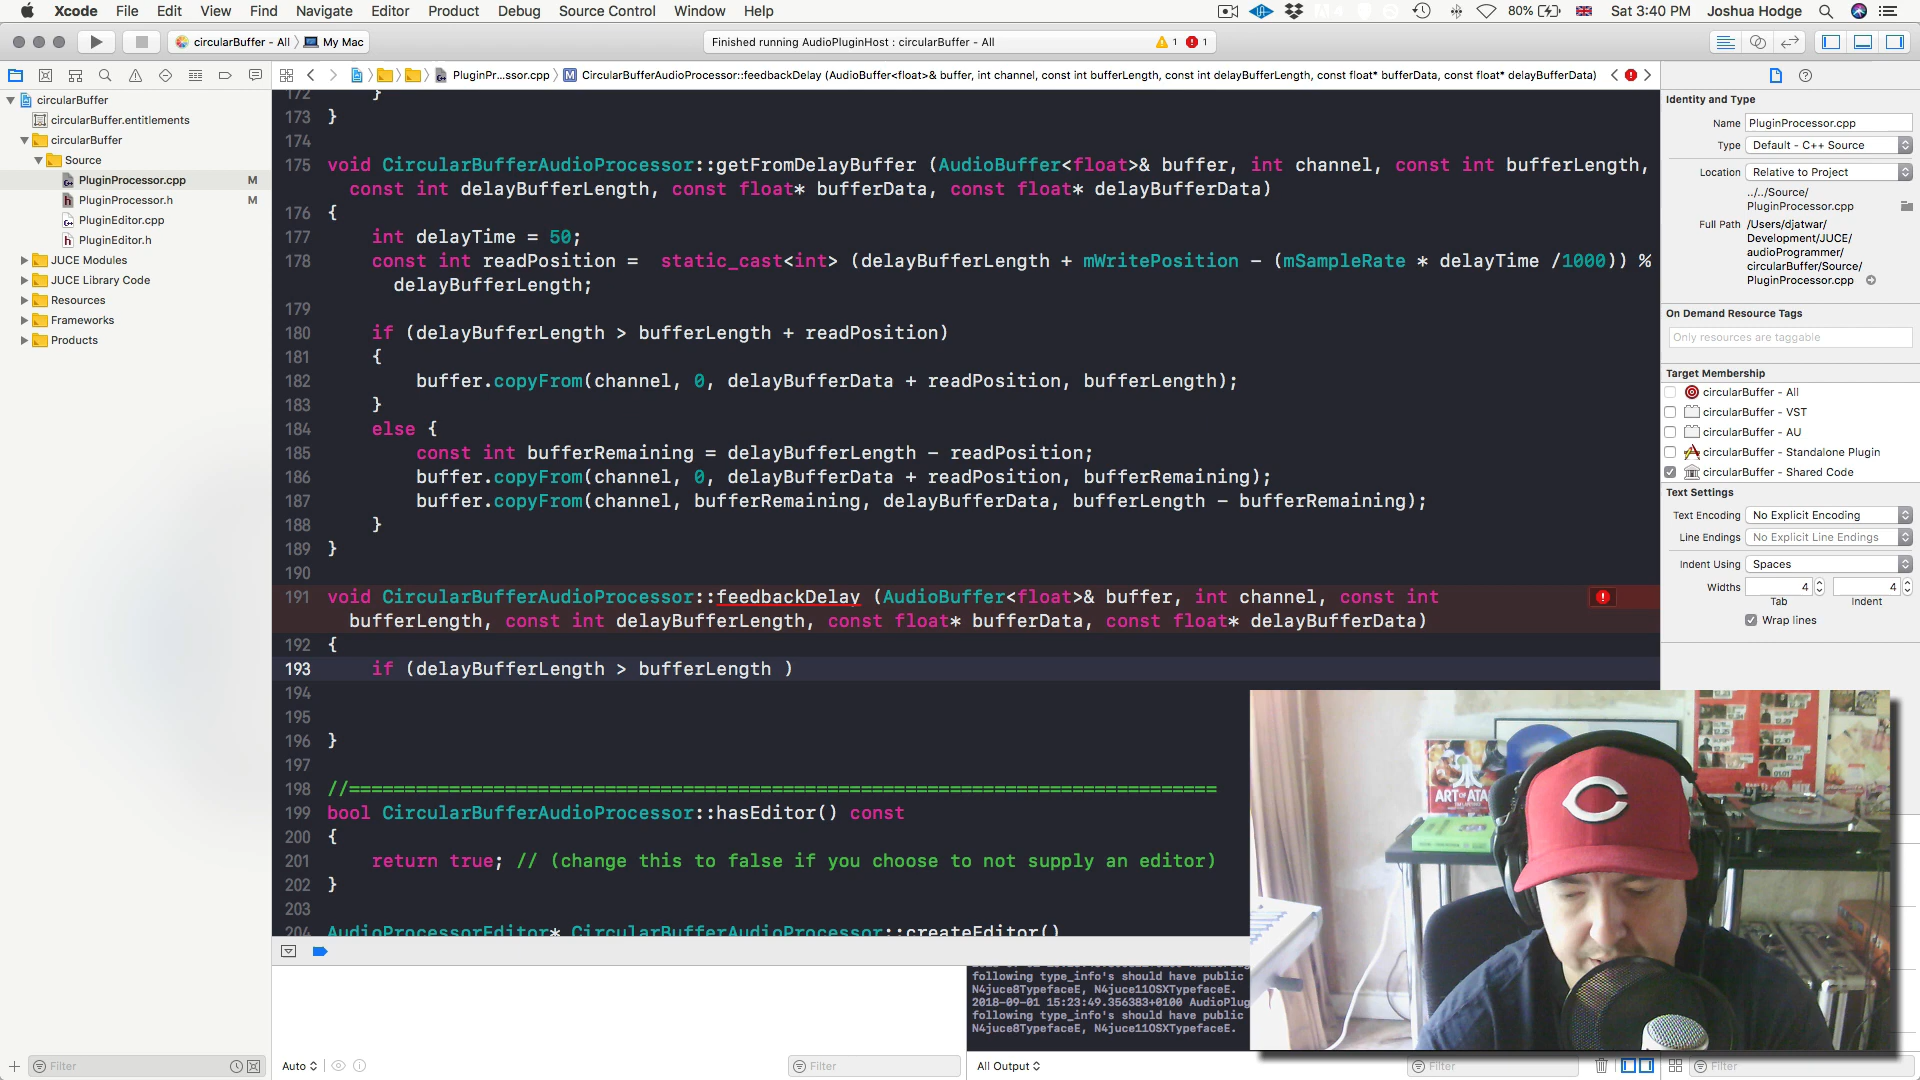 Xcode File Edit View Find Navigate Editor Product Debug Source Control Window Help
80% Sat 3:40 PM Joshua Hodge
circularBuffer - All My Mac
Finished running AudioPluginHost : circularBuffer - All 1 1
PluginPr...ssor.cpp CircularBufferAudioProcessor::feedbackDelay (AudioBuffer<float>& buffer, int channel, const int bufferLength, const int delayBufferLength, const float* bufferData, const float* delayBufferData)
circularBuffer
circularBuffer.entitlements
circularBuffer
Source
PluginProcessor.cpp M
PluginProcessor.h M
PluginEditor.cpp
PluginEditor.h
JUCE Modules
JUCE Library Code
Resources
Frameworks
Products
172 }
173 }
174
175 void CircularBufferAudioProcessor::getFromDelayBuffer (AudioBuffer<float>& buffer, int channel, const int bufferLength,
const int delayBufferLength, const float* bufferData, const float* delayBufferData)
176 {
177 int delayTime = 50;
178 const int readPosition =  static_cast<int> (delayBufferLength + mWritePosition - (mSampleRate * delayTime /1000)) %
delayBufferLength;
179
180 if (delayBufferLength > bufferLength + readPosition)
181 {
182 buffer.copyFrom(channel, 0, delayBufferData + readPosition, bufferLength);
183 }
184 else {
185 const int bufferRemaining = delayBufferLength - readPosition;
186 buffer.copyFrom(channel, 0, delayBufferData + readPosition, bufferRemaining);
187 buffer.copyFrom(channel, bufferRemaining, delayBufferData, bufferLength - bufferRemaining);
188 }
189 }
190
191 void CircularBufferAudioProcessor::feedbackDelay (AudioBuffer<float>& buffer, int channel, const int
bufferLength, const int delayBufferLength, const float* bufferData, const float* delayBufferData)
192 {
193 if (delayBufferLength > bufferLength )
194
195
196 }
197
198 //==============================================================================
199 bool CircularBufferAudioProcessor::hasEditor() const
200 {
201 return true; // (change this to false if you choose to not supply an editor)
202 }
203
204 AudioProcessorEditor* CircularBufferAudioProcessor::createEditor()
Identity and Type
Name PluginProcessor.cpp
Type Default - C++ Source
Location Relative to Project
../../Source/
PluginProcessor.cpp
Full Path /Users/djatwar/
Development/JUCE/
audioProgrammer/
circularBuffer/Source/
PluginProcessor.cpp
On Demand Resource Tags
Only resources are taggable
Target Membership
circularBuffer - All
circularBuffer - VST
circularBuffer - AU
circularBuffer - Standalone Plugin
circularBuffer - Shared Code
Text Settings
Text Encoding No Explicit Encoding
Line Endings No Explicit Line Endings
Indent Using Spaces
Widths 4 4
Tab Indent
Wrap lines
following type_info's should have public
N4juce8TypefaceE, N4juce11OSXTypefaceE.
2018-09-01 15:23:49.356383+0100 AudioPlug
following type_info's should have public
N4juce8TypefaceE, N4juce11OSXTypefaceE.
Filter
Auto
Filter
All Output
Filter
Filter
ART OF ATA
C